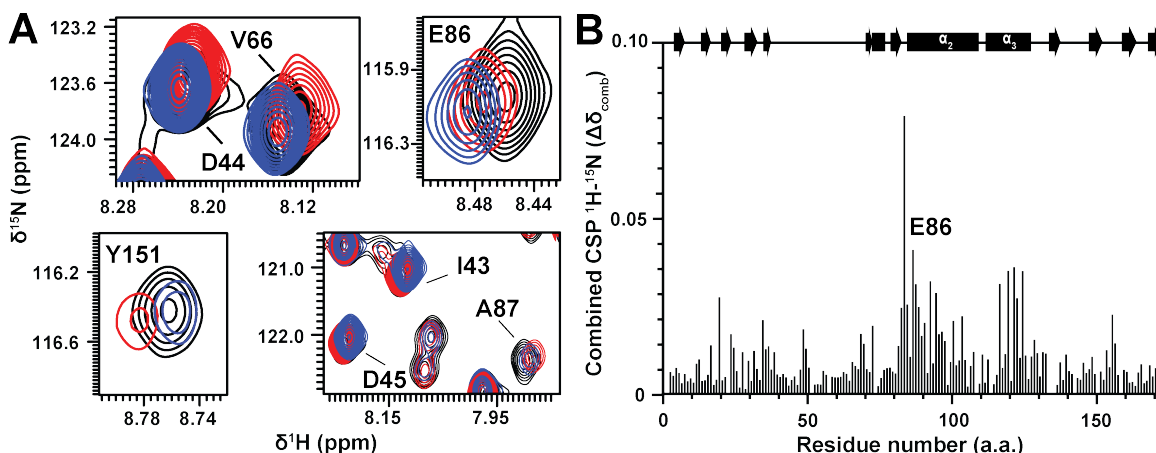 A
δ¹⁵N (ppm)
123.2
123.6
124.0
V66
D44
8.28 8.20 8.12
E86
115.9
116.3
8.48 8.44
Y151
116.2
116.6
8.78 8.74
I43
A87
D45
121.0
122.0
8.15 7.95
δ¹H (ppm)
B
α₂ α₃
Combined CSP ¹H-¹⁵N (Δδcomb)
0.10
0.05
0
E86
0 50 100 150
Residue number (a.a.)